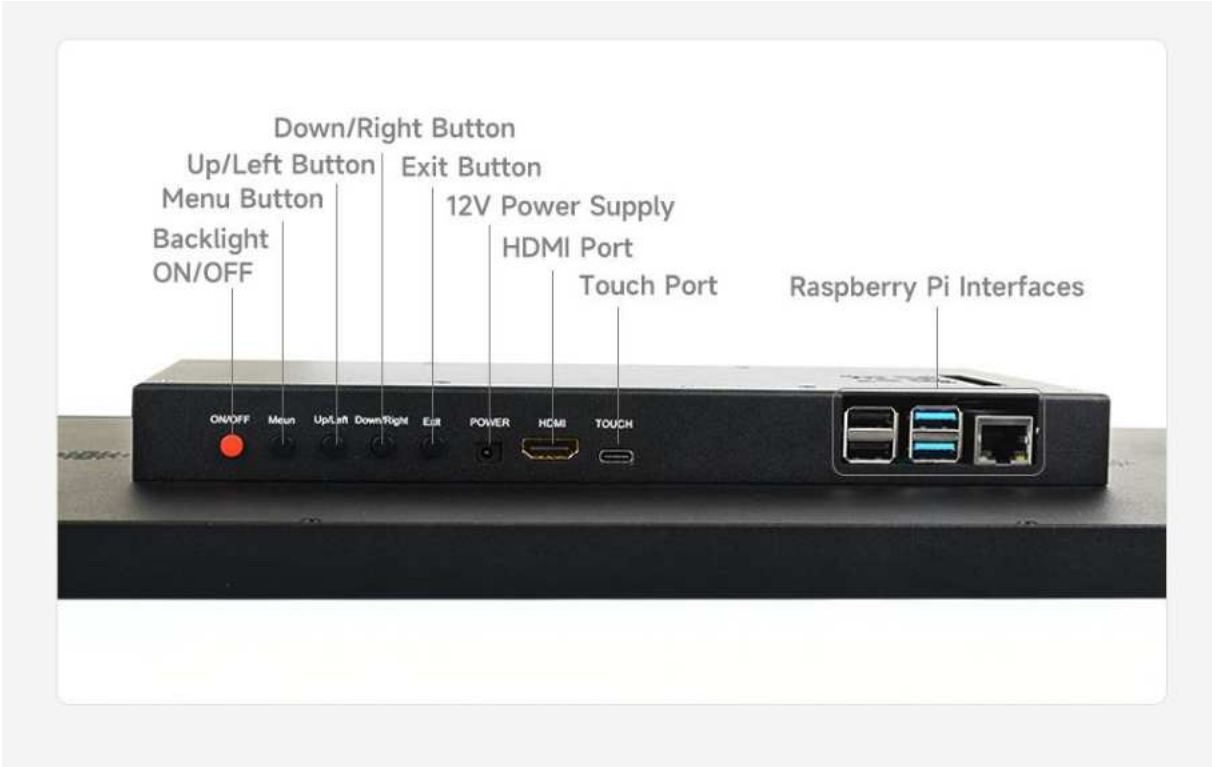 Down/Right Button
Up/Left Button
Exit Button
Menu Button
12V Power Supply
Backlight
ON/OFF
HDMI Port
Touch Port
Raspberry Pi Interfaces
ON/OFF
Meun
Up/Left
Down/Right
Exit
POWER
HDMI
TOUCH